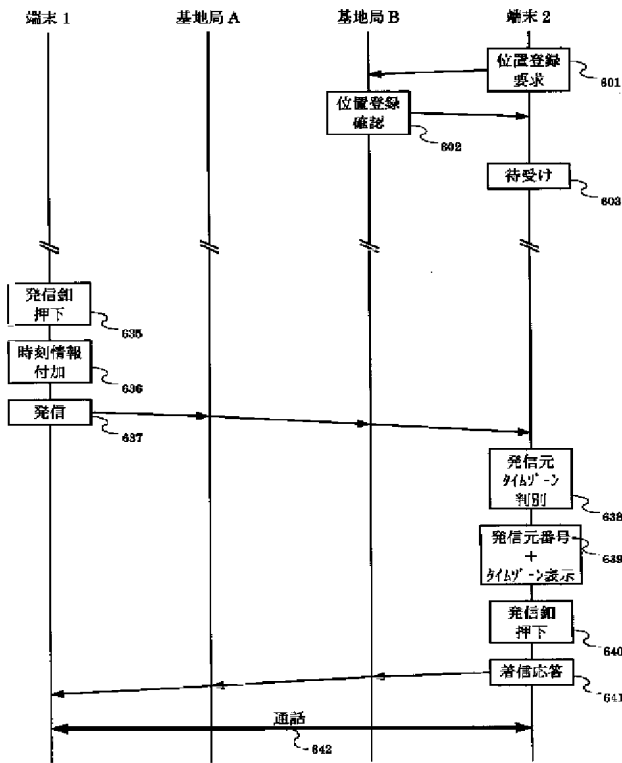 端末 1
基地局 A
基地局 B
端末 2
位置登録
要求
601
位置登録
確認
602
待受け
603
発信釦
押下
635
時刻情報
付加
636
発信
637
発信元
タイムゾーン
判別
638
発信元番号
+
タイムゾーン表示
639
発信釦
押下
640
着信応答
641
通話
642